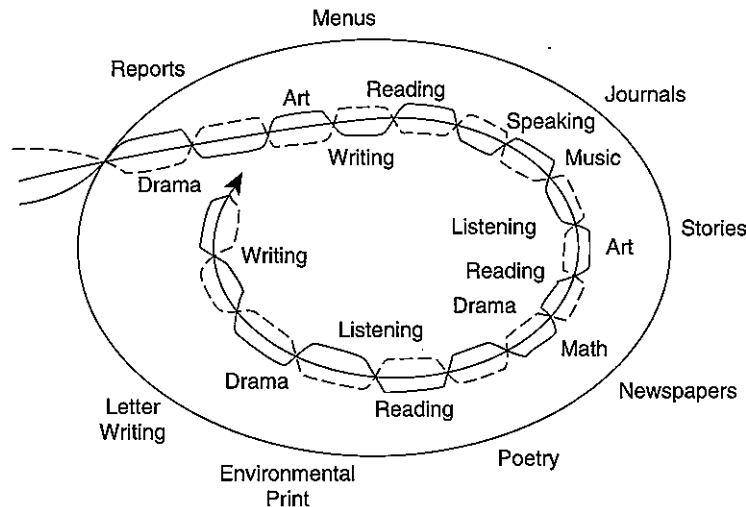 Menus
Reports
Reading
Art
Journals
Speaking
Writing
Music
Drama
Listening
Stories
Art
Writing
Reading
Drama
Listening
Math
Drama
Newspapers
Reading
Letter
Writing
Poetry
Environmental
Print